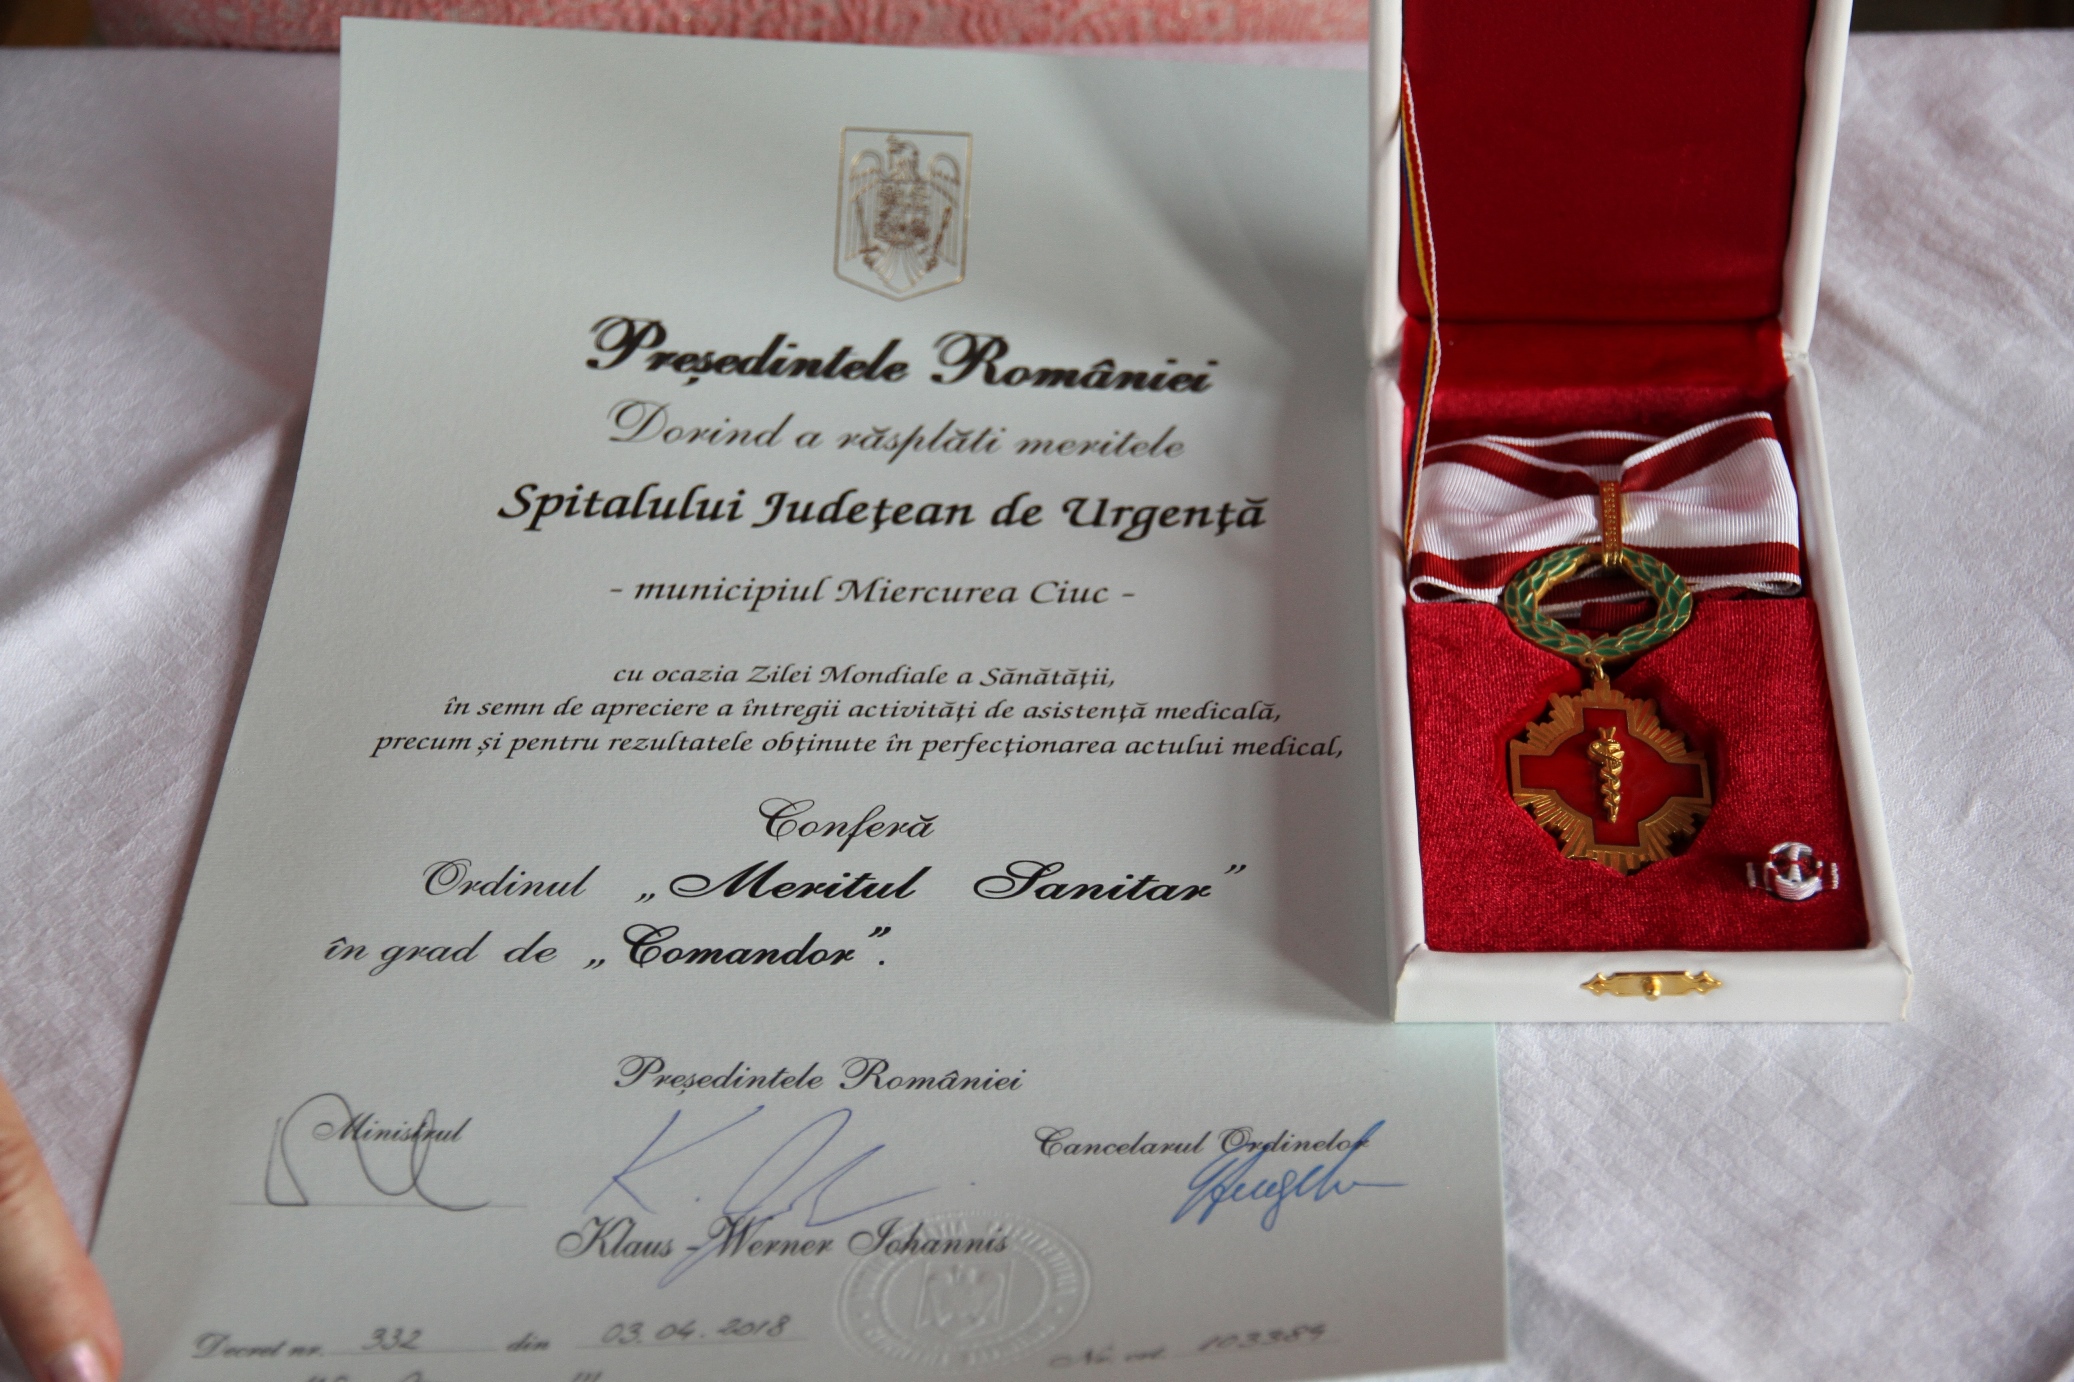 Președintele României
Dorind a răsplăti meritele
Spitalului Județean de Urgență
- municipiul Miercurea Ciuc -
cu ocazia Zilei Mondiale a Sănătății,
în semn de apreciere a întregii activități de asistență medicală,
precum și pentru rezultatele obținute în perfecționarea actului medical,
Conferă
Ordinul „Meritul Sanitar”
în grad de „Comandor”.
Președintele României
Ministrul
Cancelarul Ordinelor
Klaus-Werner Iohannis
Decret nr. 332 din 03.04.2018